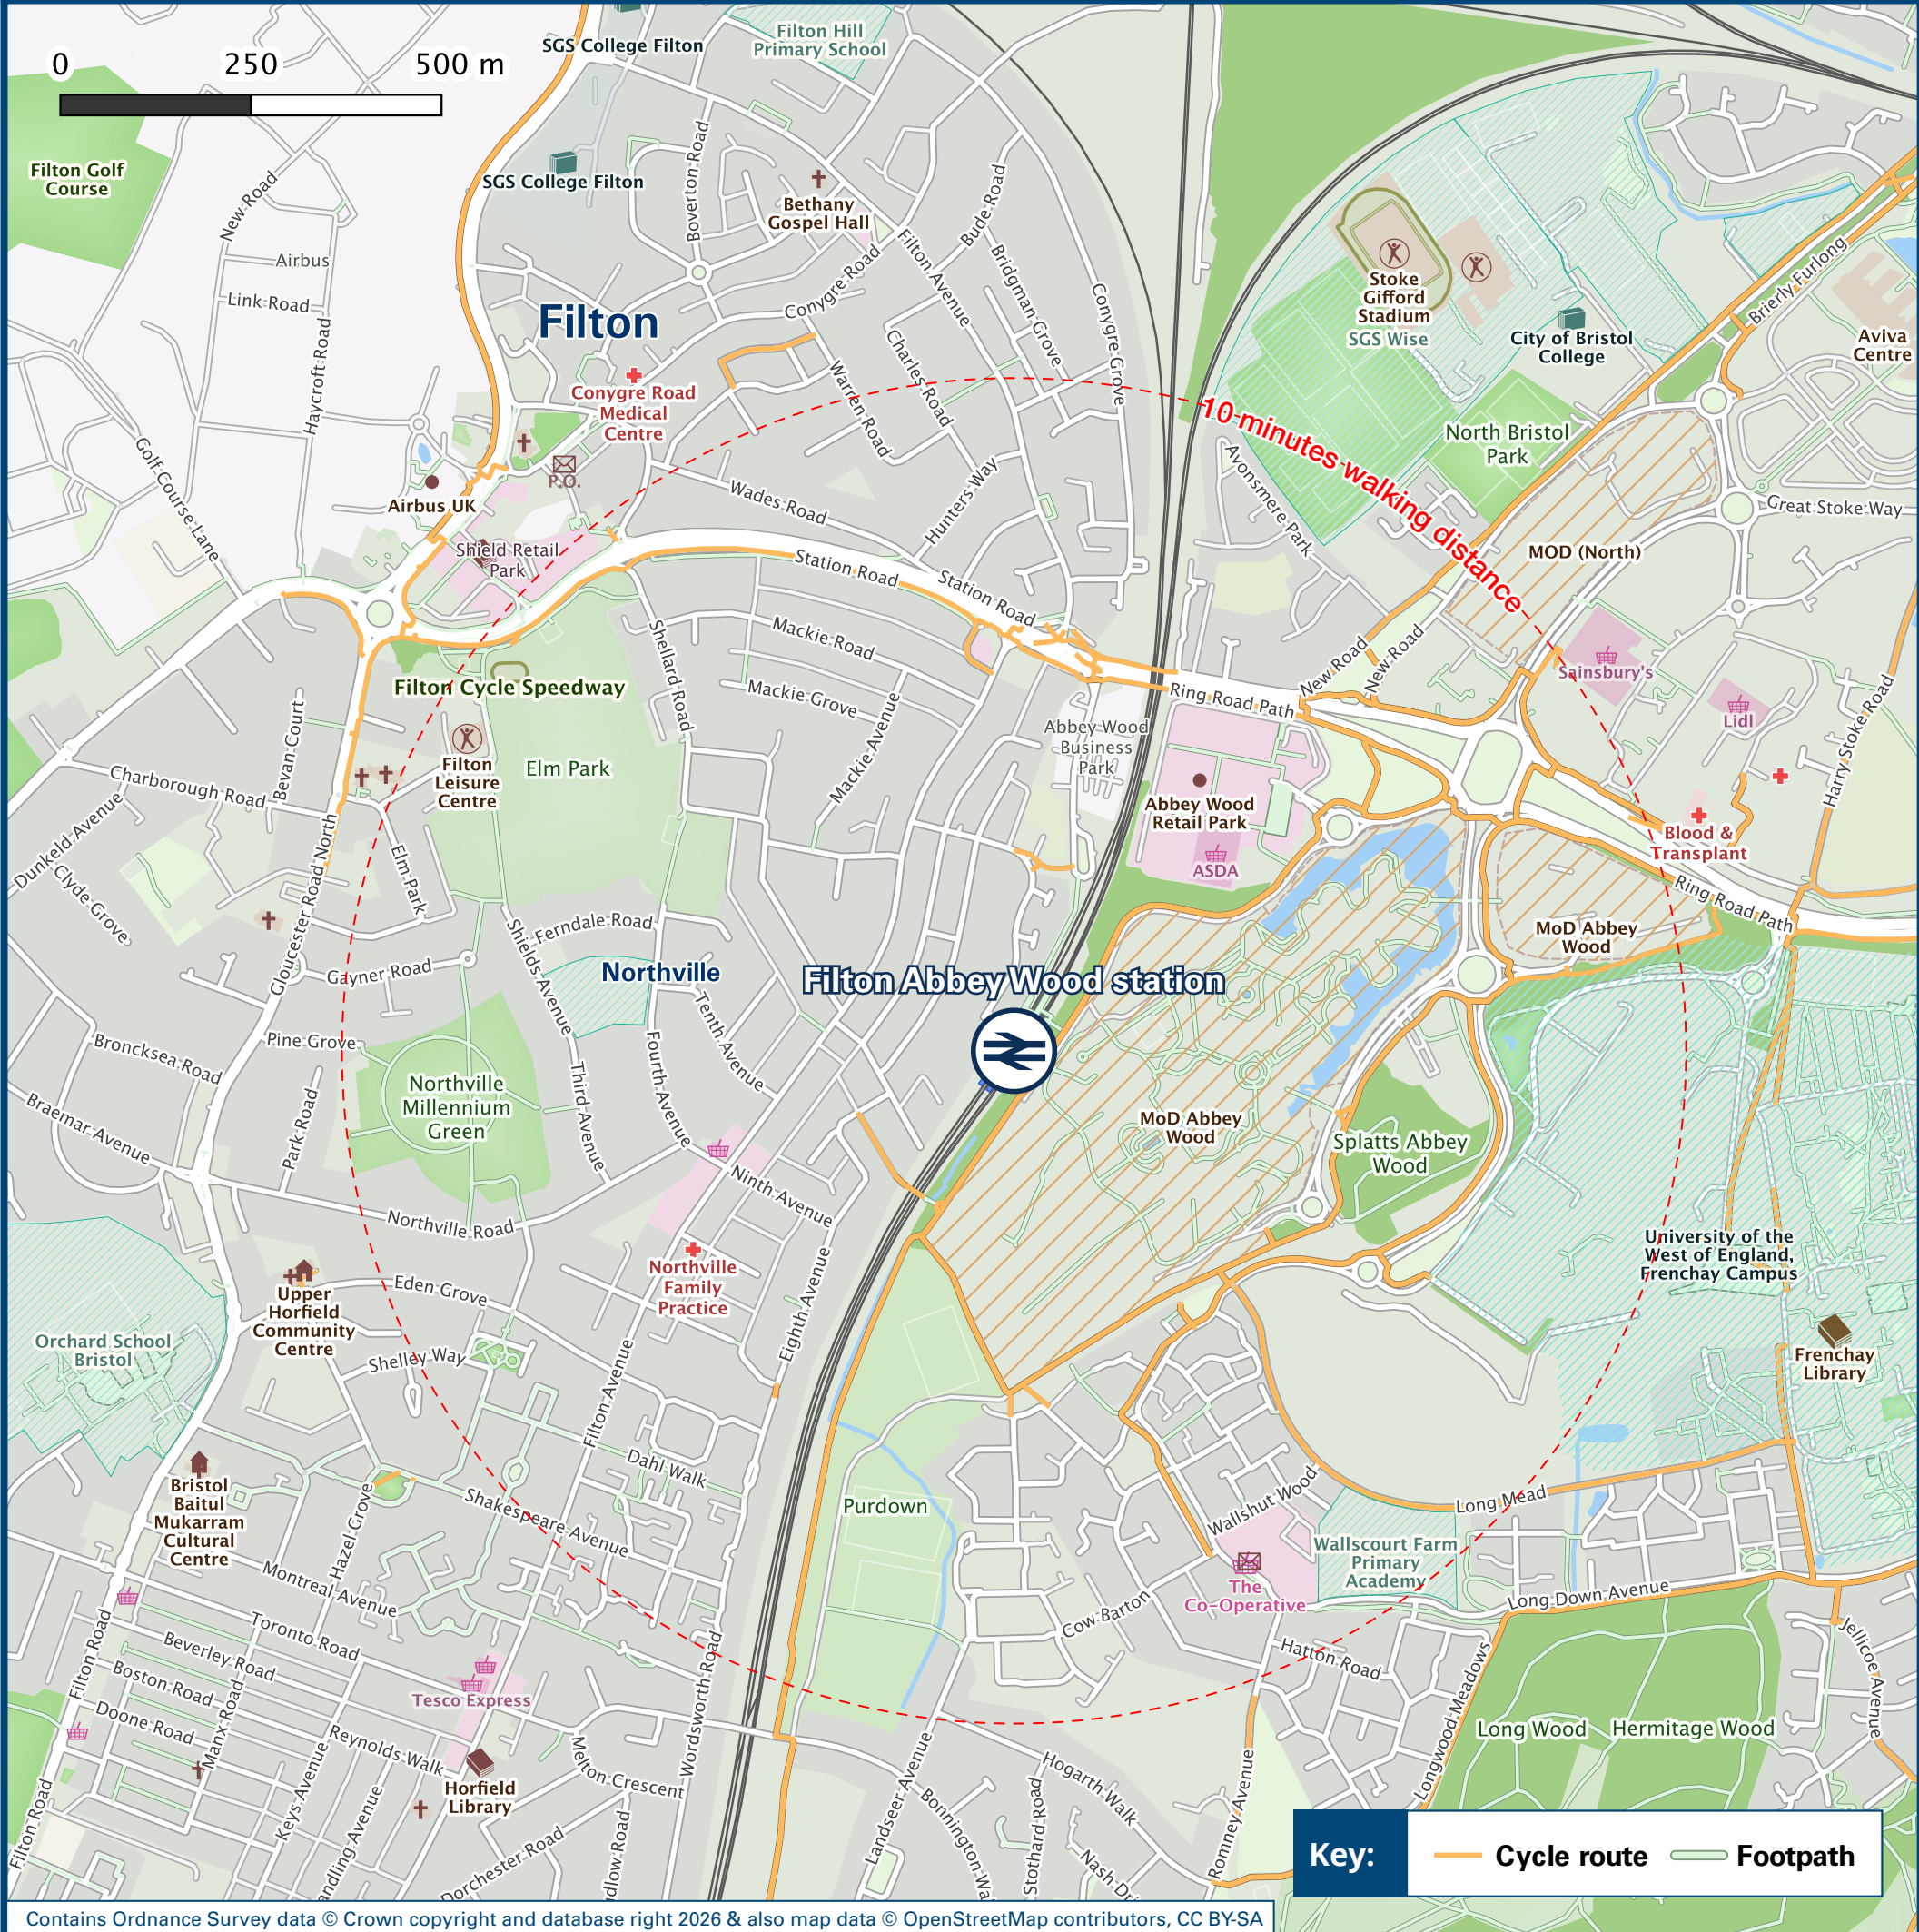 0 250 500 m
SGS College Filton
Filton Hill
Primary School
Filton Golf
Course
New Road
SGS College Filton
Boverton Road
Bethany
Gospel Hall
Bude Road
Filton Avenue
Conygre Road
Bridgman Grove
Conygre Grove
Airbus
Link Road
Haycroft Road
Filton
Stoke
Gifford
Stadium
SGS Wise
City of Bristol
College
Brierly Furlong
Aviva
Centre
Conygre Road
Medical
Centre
Warren Road
Charles Road
10 minutes walking distance
North Bristol
Park
Golf Course Lane
P.O.
Airbus UK
Wades Road
Hunters Way
Avonsmere Park
Great Stoke Way
MOD (North)
Shield Retail
Park
Station Road
Station Road
Shellard Road
Mackie Road
Mackie Grove
Mackie Avenue
New Road
New Road
Ring Road Path
Sainsbury's
Lidl
Harry Stoke Road
Filton Cycle Speedway
Filton
Leisure
Centre
Elm Park
Abbey Wood
Business
Park
Abbey Wood
Retail Park
ASDA
Blood &
Transplant
Ring Road Path
Charborough Road
Bevan Court
Dunkeld Avenue
Clyde Grove
Elm Park
Gloucester Road North
Gayner Road
Ferndale Road
Shields Avenue
Northville
Filton Abbey Wood station
MoD Abbey
Wood
Tenth Avenue
Fourth Avenue
Third Avenue
Pine Grove
Broncksea Road
Braemar Avenue
Park Road
Northville
Millennium
Green
MoD Abbey
Wood
Splatts Abbey
Wood
Ninth Avenue
Northville Road
Northville
Family
Practice
Eighth Avenue
University of the
West of England,
Frenchay Campus
Frenchay
Library
Upper
Horfield
Community
Centre
Eden Grove
Shelley Way
Orchard School
Bristol
Filton Avenue
Dahl Walk
Bristol
Baitul
Mukarram
Cultural
Centre
Hazel Grove
Shakespeare Avenue
Montreal Avenue
Purdown
Wallshut Wood
Long Mead
Wallscourt Farm
Primary
Academy
The
Co-Operative
Cow Barton
Long Down Avenue
Hatton Road
Jellicoe Avenue
Longwood Meadows
Long Wood
Hermitage Wood
Filton Road
Toronto Road
Beverley Road
Boston Road
Doone Road
Manx Road
Tesco Express
Reynolds Walk
Keys Avenue
Horfield
Library
Melton Crescent
Wordsworth Road
Filton Road
Dorchester Road
Landseer Avenue
Bonnington Wa
Stothard Road
Hogarth Walk
Nash Dri
Romney Avenue
andling Avenue
dlow Road
Key: Cycle route Footpath
Contains Ordnance Survey data © Crown copyright and database right 2026 & also map data © OpenStreetMap contributors, CC BY-SA